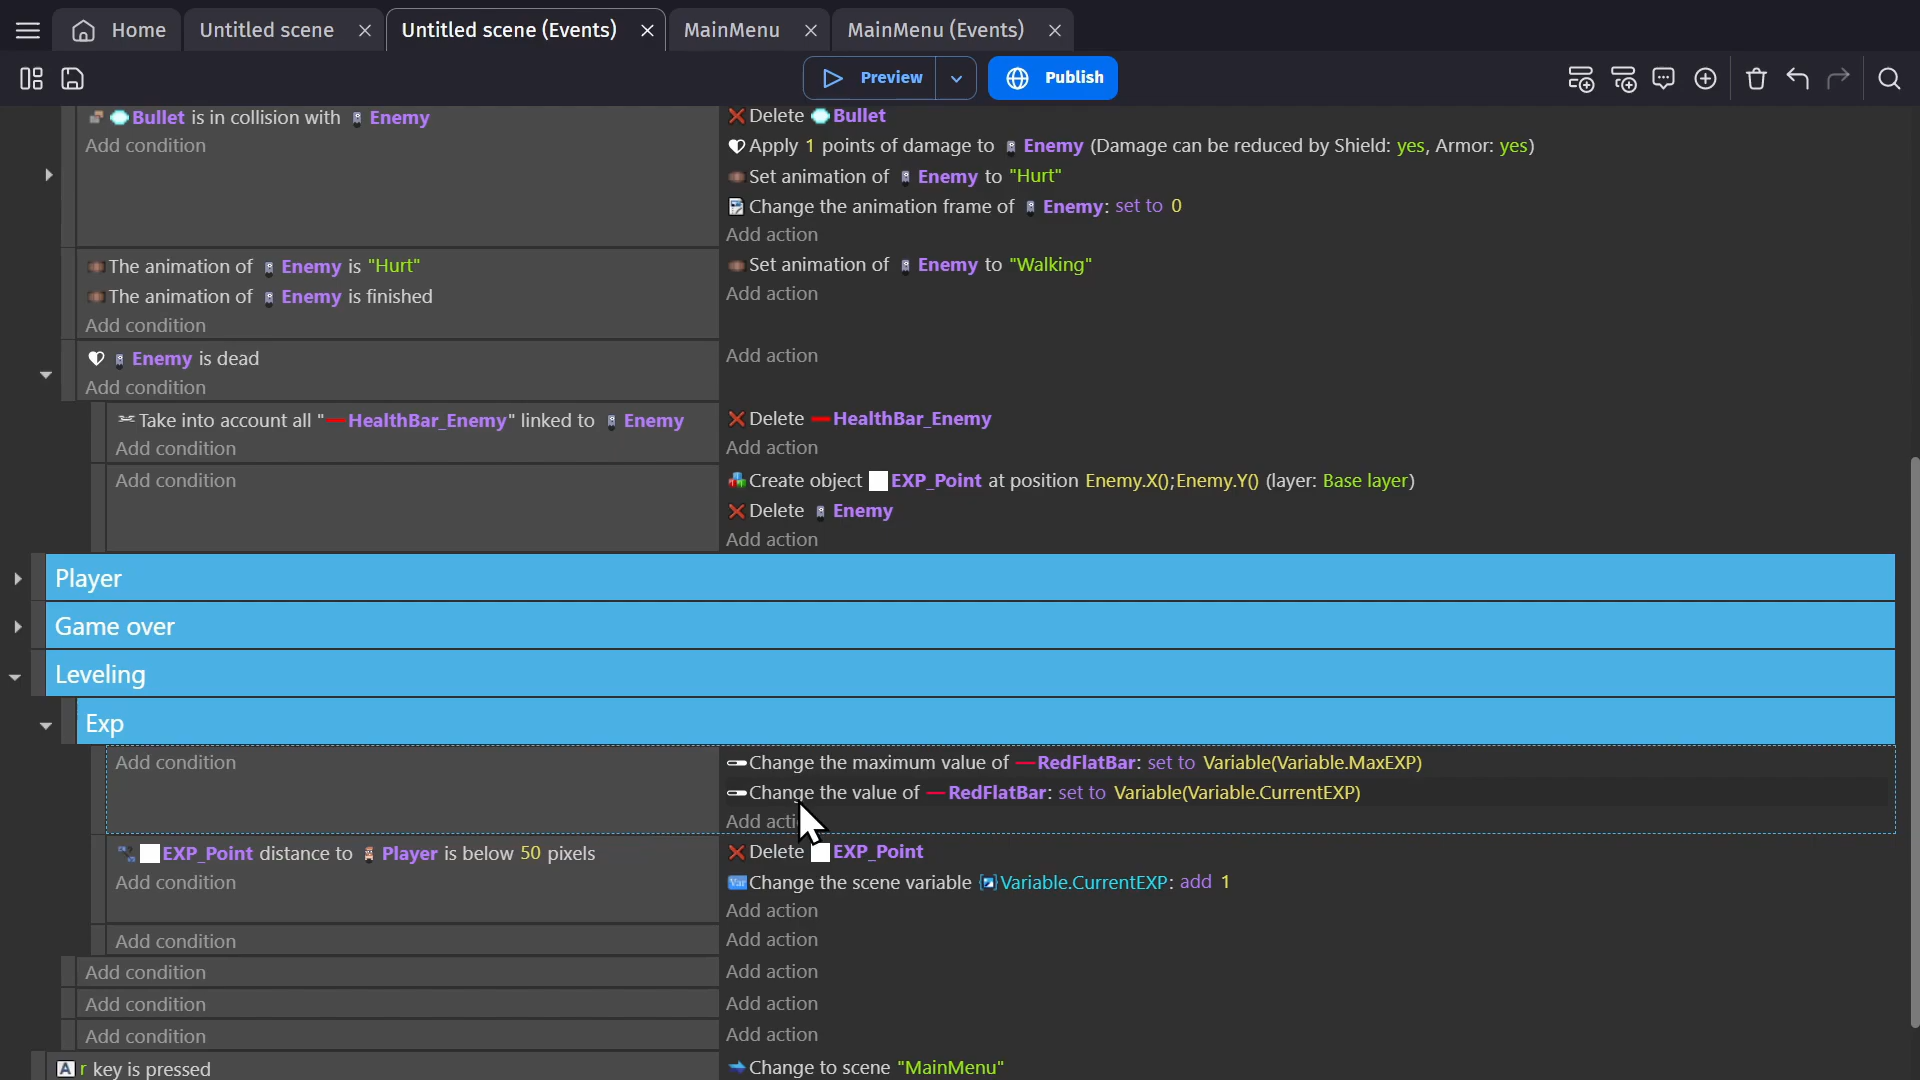 Home
Untitled scene
Untitled scene (Events)
MainMenu
MainMenu (Events)
Preview
Publish
Bullet is in collision with Enemy
Add condition
Delete Bullet
Apply 1 points of damage to Enemy (Damage can be reduced by Shield: yes, Armor: yes)
Set animation of Enemy to "Hurt"
Change the animation frame of Enemy: set to 0
Add action
The animation of Enemy is "Hurt"
The animation of Enemy is finished
Add condition
Set animation of Enemy to "Walking"
Add action
Enemy is dead
Add condition
Add action
Take into account all "HealthBar_Enemy" linked to Enemy
Add condition
Delete HealthBar_Enemy
Add action
Add condition
Create object EXP_Point at position Enemy.X();Enemy.Y() (layer: Base layer)
Delete Enemy
Add action
Player
Game over
Leveling
Exp
Add condition
Change the maximum value of RedFlatBar: set to Variable(Variable.MaxEXP)
Change the value of RedFlatBar: set to Variable(Variable.CurrentEXP)
Add acti
EXP_Point distance to Player is below 50 pixels
Add condition
Delete EXP_Point
Var Change the scene variable Variable.CurrentEXP: add 1
Add action
Add condition
Add action
Add condition
Add action
Add condition
Add action
Add condition
Add action
A r key is pressed
Change to scene "MainMenu"